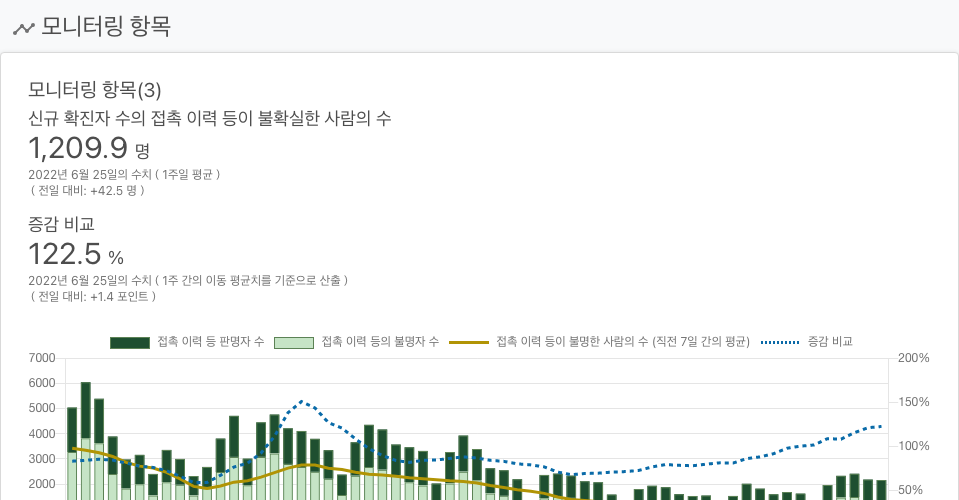 모니터링 항목
모니터링 항목(3)
신규 확진자 수의 접촉 이력 등이 불확실한 사람의 수
1,209.9 명
2022년 6월 25일의 수치 ( 1주일 평균 )
( 전일 대비: +42.5 명 )
증감 비교
122.5 %
2022년 6월 25일의 수치 ( 1주 간의 이동 평균치를 기준으로 산출 )
( 전일 대비: +1.4 포인트 )
접촉 이력 등 판명자 수 접촉 이력 등의 불명자 수 접촉 이력 등이 불명한 사람의 수 (직전 7일 간의 평균) 증감 비교
7000 200%
6000
5000 150%
4000
100%
3000
2000 50%